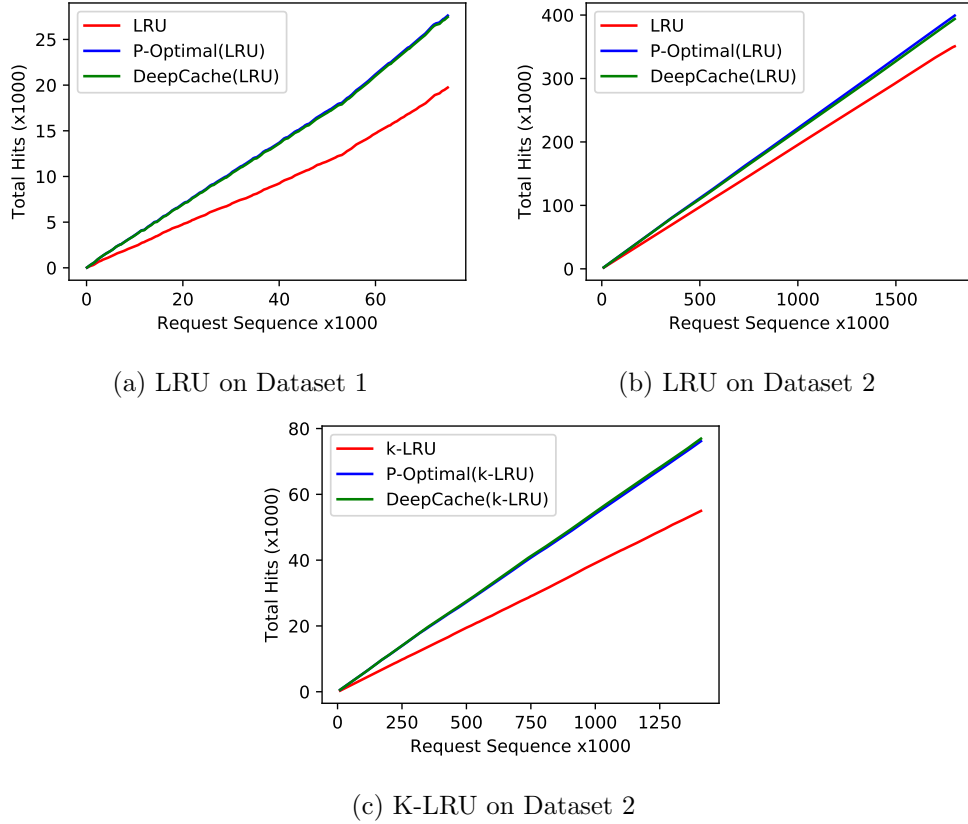 LRU
P-Optimal(LRU)
DeepCache(LRU)
25
20
15
10
5
0
Total Hits (x1000)
0 20 40 60
Request Sequence x1000
(a) LRU on Dataset 1
LRU
P-Optimal(LRU)
DeepCache(LRU)
400
300
200
100
0
Total Hits (x1000)
0 500 1000 1500
Request Sequence x1000
(b) LRU on Dataset 2
k-LRU
P-Optimal(k-LRU)
DeepCache(k-LRU)
80
60
40
20
0
Total Hits (x1000)
0 250 500 750 1000 1250
Request Sequence x1000
(c) K-LRU on Dataset 2